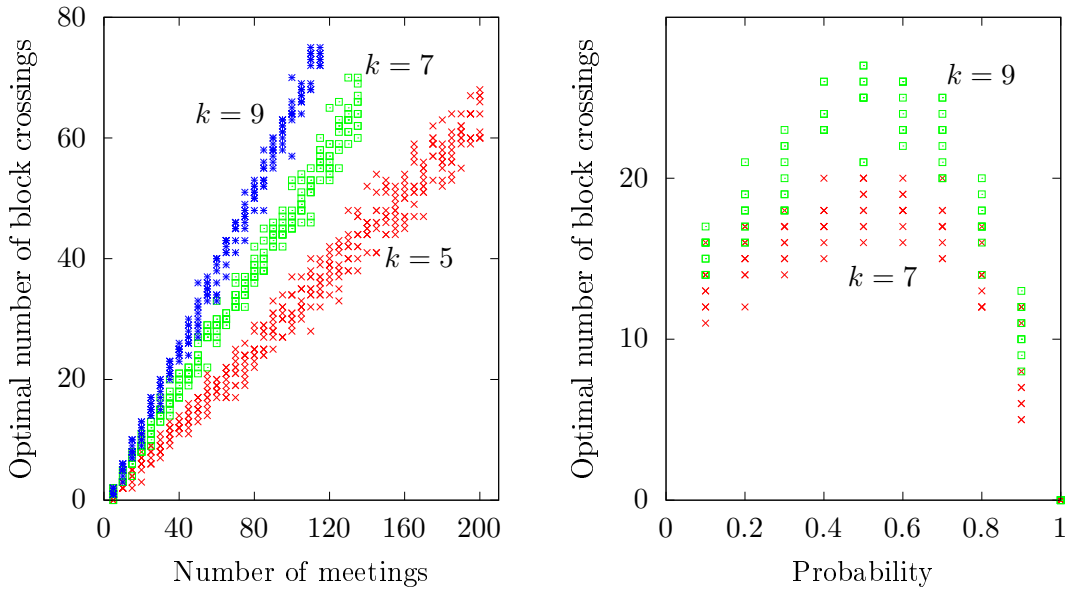 Optimal number of block crossings
80
60
40
20
0
k = 9
k = 7
k = 5
0 40 80 120 160 200
Number of meetings
Optimal number of block crossings
20
10
0
k = 9
k = 7
0 0.2 0.4 0.6 0.8 1
Probability